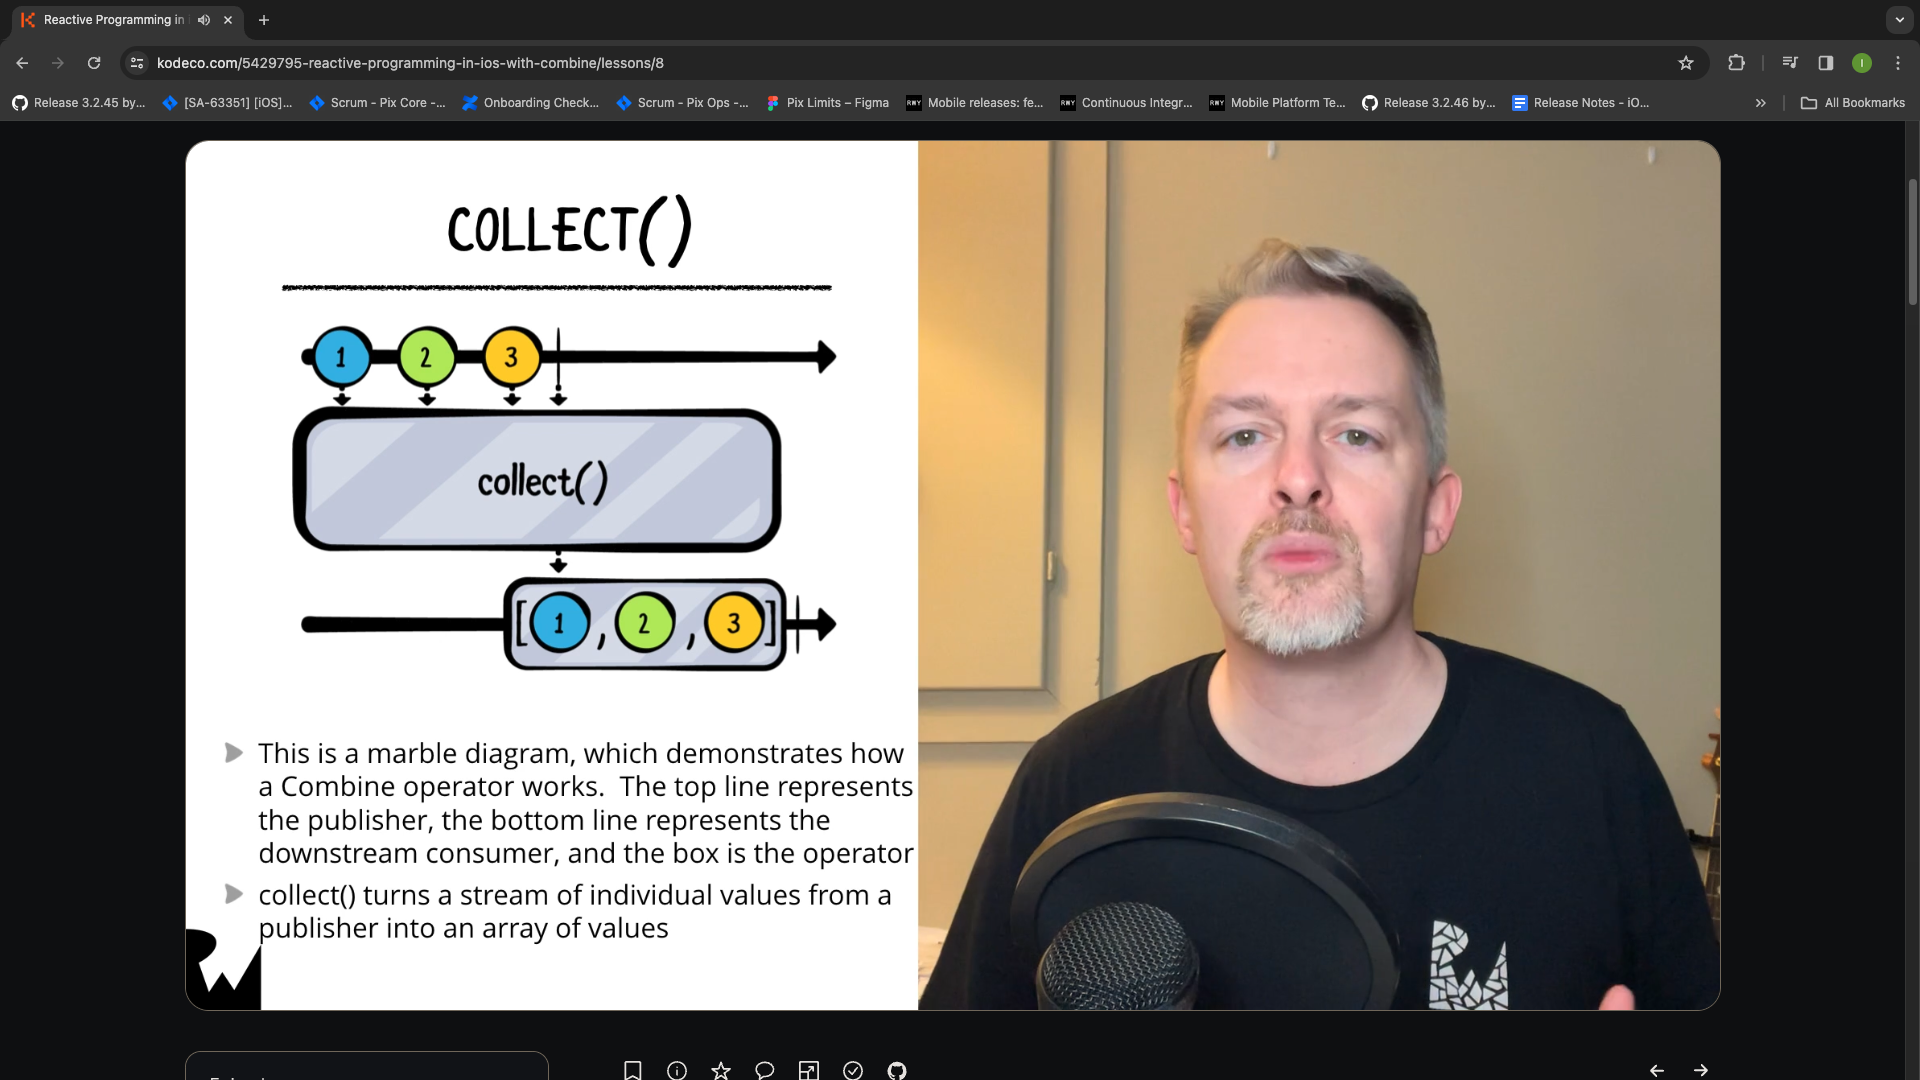 Reactive Programming in
kodeco.com/5429795-reactive-programming-in-ios-with-combine/lessons/8
I
Release 3.2.45 by...
[SA-63351] [iOS]...
Scrum - Pix Core -...
Onboarding Check...
Scrum - Pix Ops -...
Pix Limits – Figma
Mobile releases: fe...
Continuous Integr...
Mobile Platform Te...
Release 3.2.46 by...
Release Notes - iO...
All Bookmarks
COLLECT()
1 2 3
collect()
[1, 2, 3]
This is a marble diagram, which demonstrates how
a Combine operator works. The top line represents
the publisher, the bottom line represents the
downstream consumer, and the box is the operator
collect() turns a stream of individual values from a
publisher into an array of values